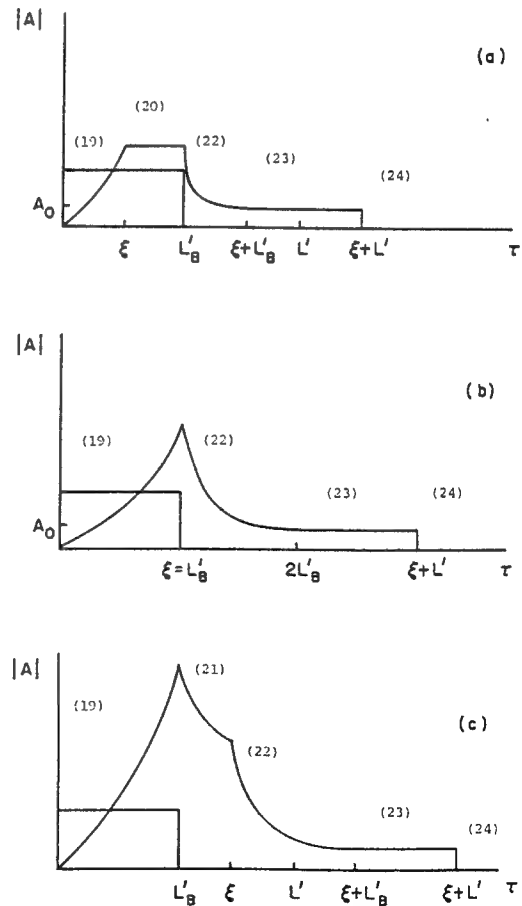 |A|
(a)
(20)
(19)
(22)
(23)
(24)
A₀
ξ
L'B
ξ+L'B
L'
ξ+L'
τ
|A|
(b)
(19)
(22)
(23)
(24)
A₀
ξ=L'B
2L'B
ξ+L'
τ
|A|
(21)
(19)
(c)
(22)
(23)
(24)
L'B
ξ
L'
ξ+L'B
ξ+L'
τ